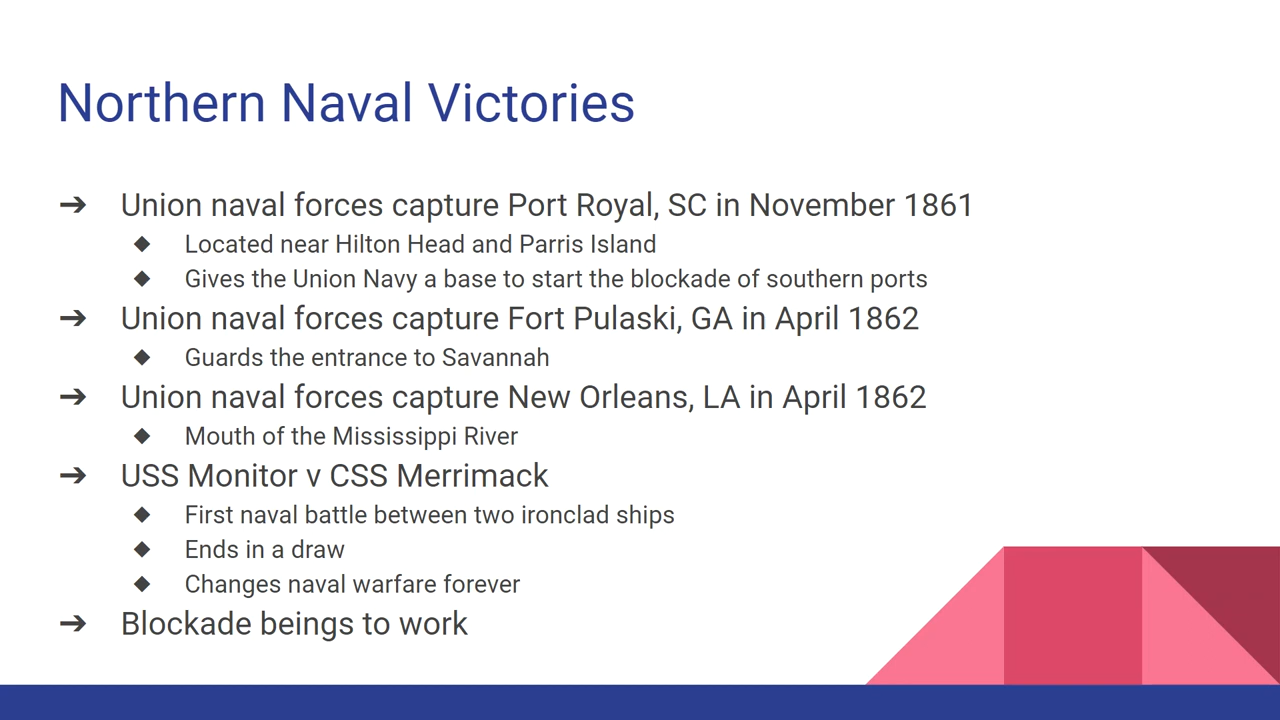 Northern Naval Victories
➔ Union naval forces capture Port Royal, SC in November 1861
◆ Located near Hilton Head and Parris Island
◆ Gives the Union Navy a base to start the blockade of southern ports
➔ Union naval forces capture Fort Pulaski, GA in April 1862
◆ Guards the entrance to Savannah
➔ Union naval forces capture New Orleans, LA in April 1862
◆ Mouth of the Mississippi River
➔ USS Monitor v CSS Merrimack
◆ First naval battle between two ironclad ships
◆ Ends in a draw
◆ Changes naval warfare forever
➔ Blockade beings to work